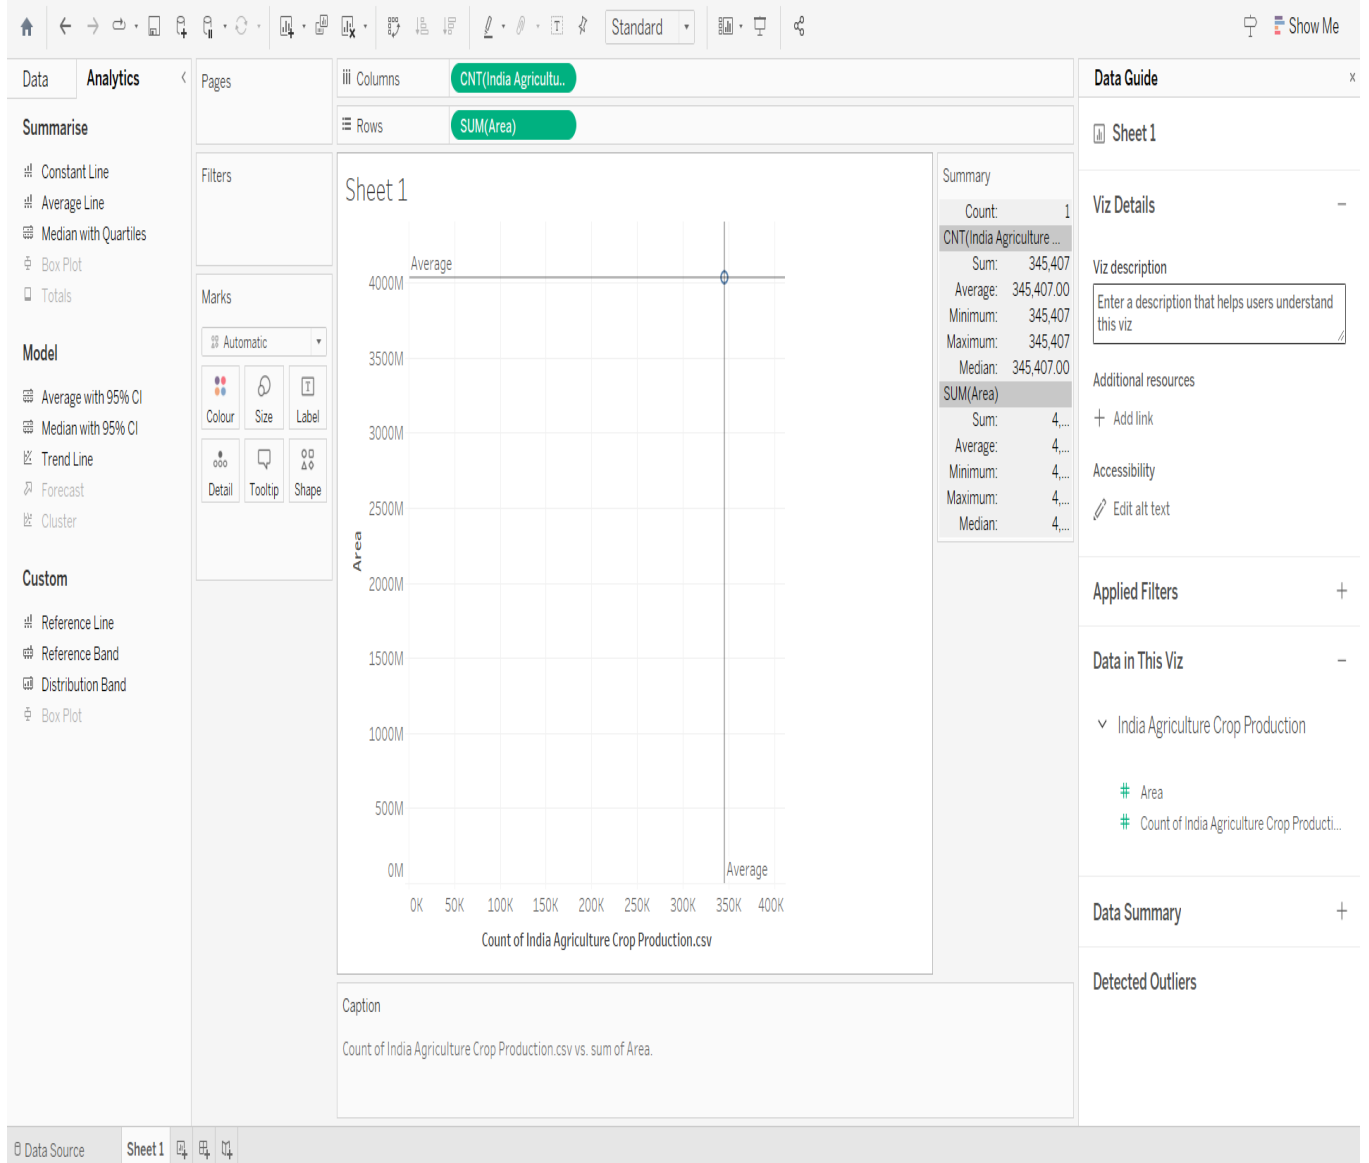 Standard
Show Me
Data
Analytics
Summarise
Constant Line
Average Line
Median with Quartiles
Box Plot
Totals
Model
Average with 95% CI
Median with 95% CI
Trend Line
Forecast
Cluster
Custom
Reference Line
Reference Band
Distribution Band
Box Plot
Pages
Filters
Marks
Automatic
Colour Size Label
Detail Tooltip Shape
Columns CNT(India Agricultu..
Rows SUM(Area)
Sheet 1
Average
4000M
3500M
3000M
2500M
2000M
1500M
1000M
500M
0M
Area
Average
0K 50K 100K 150K 200K 250K 300K 350K 400K
Count of India Agriculture Crop Production.csv
Summary
Count: 1
CNT(India Agriculture ...
Sum: 345,407
Average: 345,407.00
Minimum: 345,407
Maximum: 345,407
Median: 345,407.00
SUM(Area)
Sum: 4,...
Average: 4,...
Minimum: 4,...
Maximum: 4,...
Median: 4,...
Caption
Count of India Agriculture Crop Production.csv vs. sum of Area.
Data Guide x
Sheet 1
Viz Details
Viz description
Enter a description that helps users understand
this viz
Additional resources
Add link
Accessibility
Edit alt text
Applied Filters
Data in This Viz
India Agriculture Crop Production
# Area
# Count of India Agriculture Crop Producti...
Data Summary
Detected Outliers
Data Source
Sheet 1